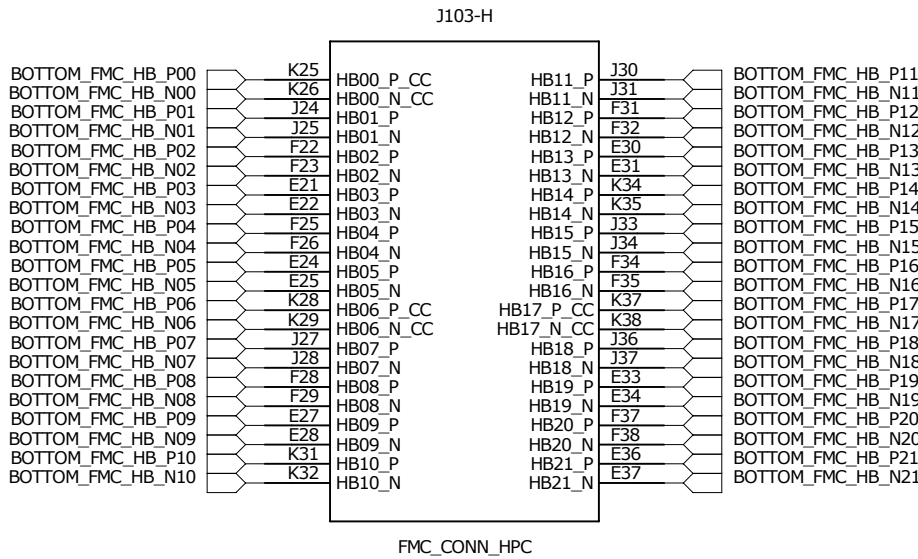 J103-H
BOTTOM_FMC_HB_P00 K25 HB00_P_CC HB11_P J30 BOTTOM_FMC_HB_P11
BOTTOM_FMC_HB_N00 K26 HB00_N_CC HB11_N J31 BOTTOM_FMC_HB_N11
BOTTOM_FMC_HB_P01 J24 HB01_P HB12_P F31 BOTTOM_FMC_HB_P12
BOTTOM_FMC_HB_N01 J25 HB01_N HB12_N F32 BOTTOM_FMC_HB_N12
BOTTOM_FMC_HB_P02 F22 HB02_P HB13_P E30 BOTTOM_FMC_HB_P13
BOTTOM_FMC_HB_N02 F23 HB02_N HB13_N E31 BOTTOM_FMC_HB_N13
BOTTOM_FMC_HB_P03 E21 HB03_P HB14_P K34 BOTTOM_FMC_HB_P14
BOTTOM_FMC_HB_N03 E22 HB03_N HB14_N K35 BOTTOM_FMC_HB_N14
BOTTOM_FMC_HB_P04 F25 HB04_P HB15_P J33 BOTTOM_FMC_HB_P15
BOTTOM_FMC_HB_N04 F26 HB04_N HB15_N J34 BOTTOM_FMC_HB_N15
BOTTOM_FMC_HB_P05 E24 HB05_P HB16_P F34 BOTTOM_FMC_HB_P16
BOTTOM_FMC_HB_N05 E25 HB05_N HB16_N F35 BOTTOM_FMC_HB_N16
BOTTOM_FMC_HB_P06 K28 HB06_P_CC HB17_P_CC K37 BOTTOM_FMC_HB_P17
BOTTOM_FMC_HB_N06 K29 HB06_N_CC HB17_N_CC K38 BOTTOM_FMC_HB_N17
BOTTOM_FMC_HB_P07 J27 HB07_P HB18_P J36 BOTTOM_FMC_HB_P18
BOTTOM_FMC_HB_N07 J28 HB07_N HB18_N J37 BOTTOM_FMC_HB_N18
BOTTOM_FMC_HB_P08 F28 HB08_P HB19_P E33 BOTTOM_FMC_HB_P19
BOTTOM_FMC_HB_N08 F29 HB08_N HB19_N E34 BOTTOM_FMC_HB_N19
BOTTOM_FMC_HB_P09 E27 HB09_P HB20_P F37 BOTTOM_FMC_HB_P20
BOTTOM_FMC_HB_N09 E28 HB09_N HB20_N F38 BOTTOM_FMC_HB_N20
BOTTOM_FMC_HB_P10 K31 HB10_P HB21_P E36 BOTTOM_FMC_HB_P21
BOTTOM_FMC_HB_N10 K32 HB10_N HB21_N E37 BOTTOM_FMC_HB_N21
FMC_CONN_HPC